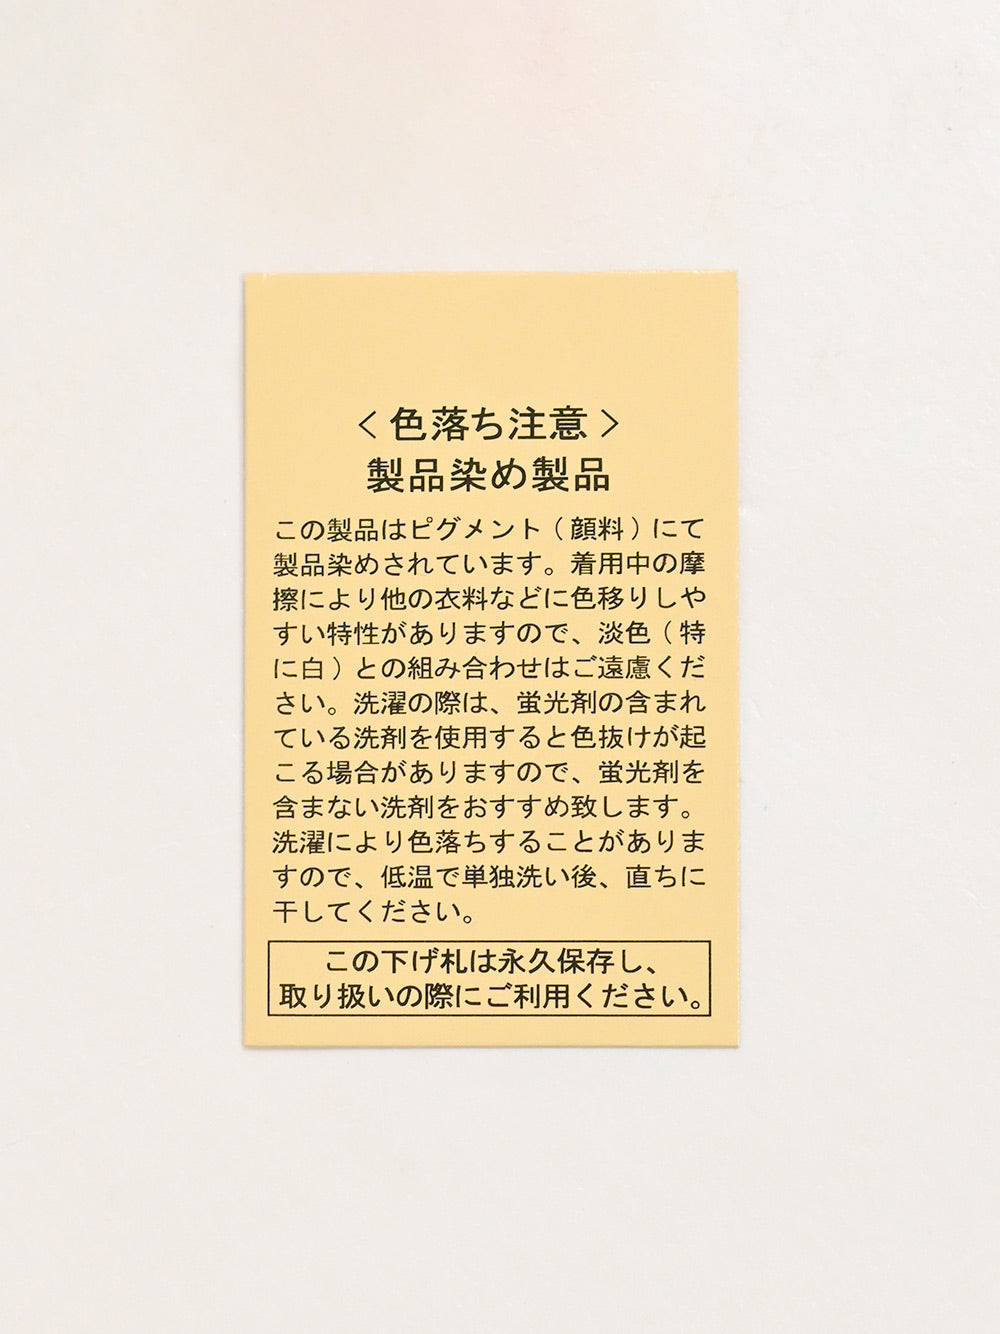 <色落ち注意>
製品染め製品
この製品はピグメント(顔料)にて
製品染めされています。着用中の摩
擦により他の衣料などに色移りしや
すい特性がありますので、淡色(特
に白)との組み合わせはご遠慮くだ
さい。洗濯の際は、蛍光剤の含まれ
ている洗剤を使用すると色抜けが起
こる場合がありますので、蛍光剤を
含まない洗剤をおすすめ致します。
洗濯により色落ちすることがありま
すので、低温で単独洗い後、直ちに
干してください。
この下げ札は永久保存し、
取り扱いの際にご利用ください。